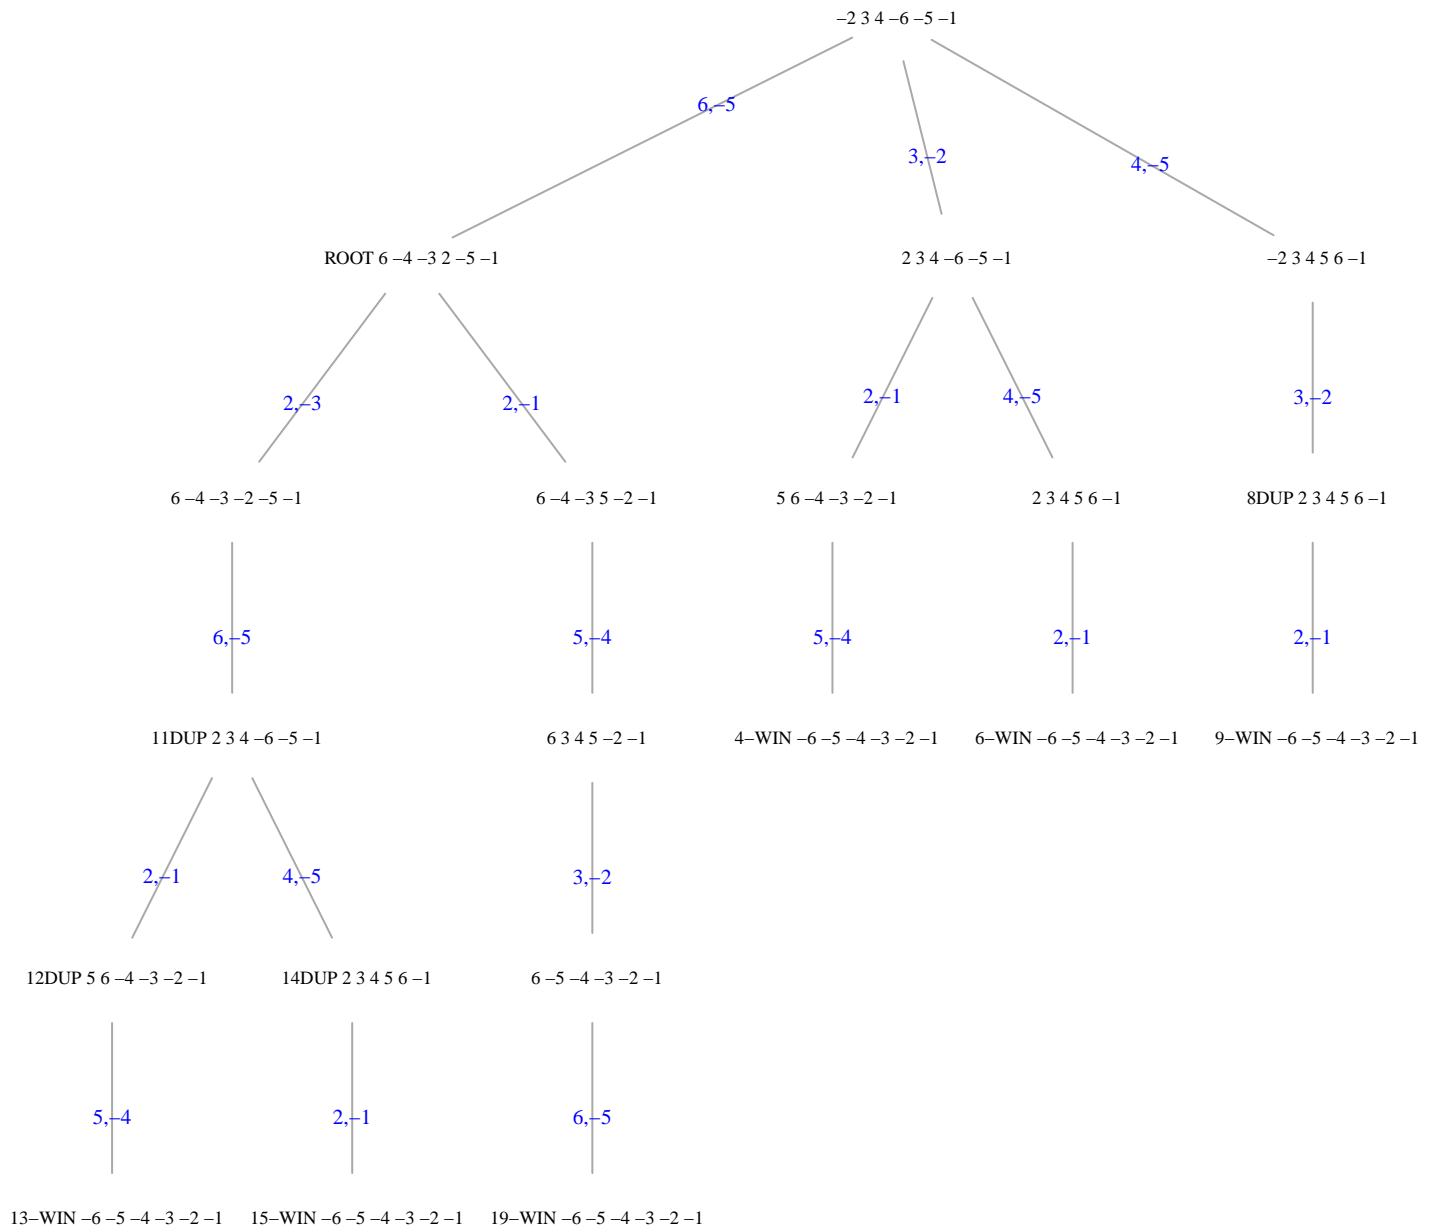 –2 3 4 –6 –5 –1
6,–5
3,–2
4,–5
ROOT 6 –4 –3 2 –5 –1
2 3 4 –6 –5 –1
–2 3 4 5 6 –1
2,–3
2,–1
2,–1
4,–5
3,–2
6 –4 –3 –2 –5 –1
6 –4 –3 5 –2 –1
5 6 –4 –3 –2 –1
2 3 4 5 6 –1
8DUP 2 3 4 5 6 –1
6,–5
5,–4
5,–4
2,–1
2,–1
11DUP 2 3 4 –6 –5 –1
6 3 4 5 –2 –1
4–WIN –6 –5 –4 –3 –2 –1
6–WIN –6 –5 –4 –3 –2 –1
9–WIN –6 –5 –4 –3 –2 –1
2,–1
4,–5
3,–2
12DUP 5 6 –4 –3 –2 –1
14DUP 2 3 4 5 6 –1
6 –5 –4 –3 –2 –1
5,–4
2,–1
6,–5
13–WIN –6 –5 –4 –3 –2 –1
15–WIN –6 –5 –4 –3 –2 –1
19–WIN –6 –5 –4 –3 –2 –1